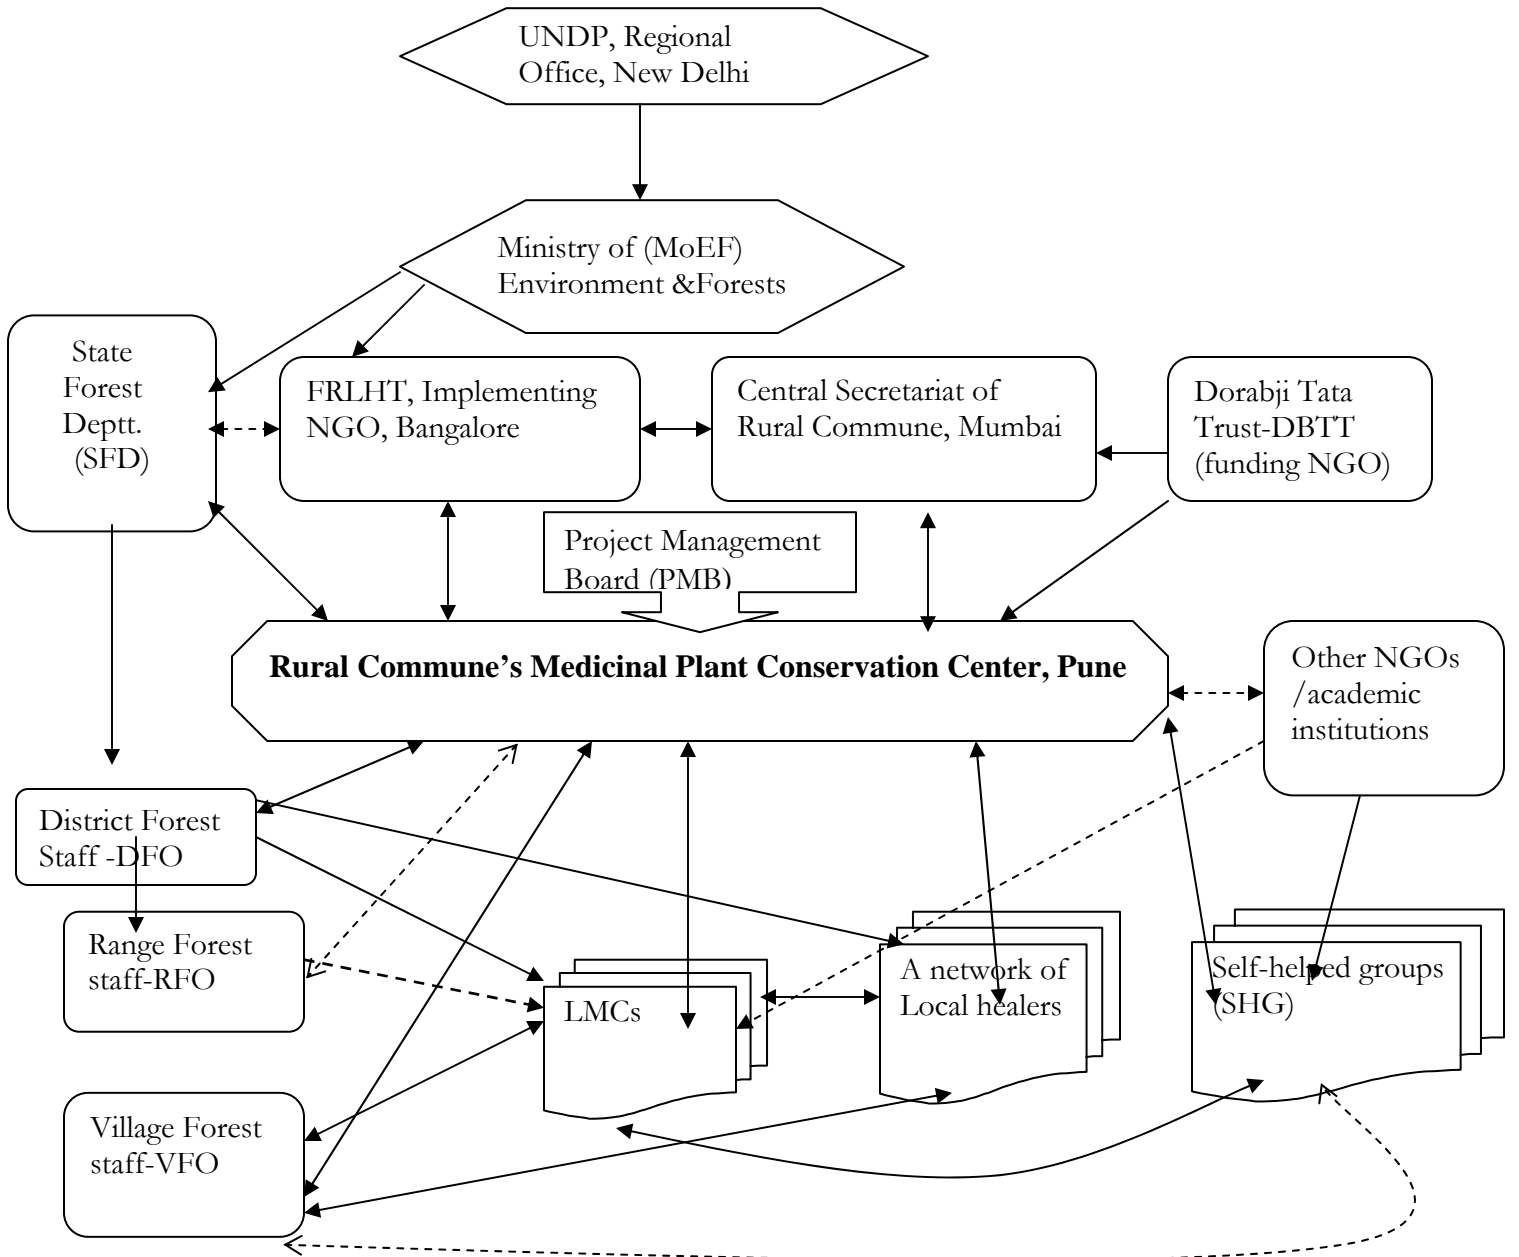 UNDP, Regional
Office, New Delhi
Ministry of (MoEF)
Environment &Forests
State
Forest
Deptt.
(SFD)
FRLHT, Implementing
NGO, Bangalore
Central Secretariat of
Rural Commune, Mumbai
Dorabji Tata
Trust-DBTT
(funding NGO)
Project Management
Board (PMB)
Rural Commune's Medicinal Plant Conservation Center, Pune
Other NGOs
/academic
institutions
District Forest
Staff -DFO
Range Forest
staff-RFO
LMCs
A network of
Local healers
Self-helped groups
(SHG)
Village Forest
staff-VFO